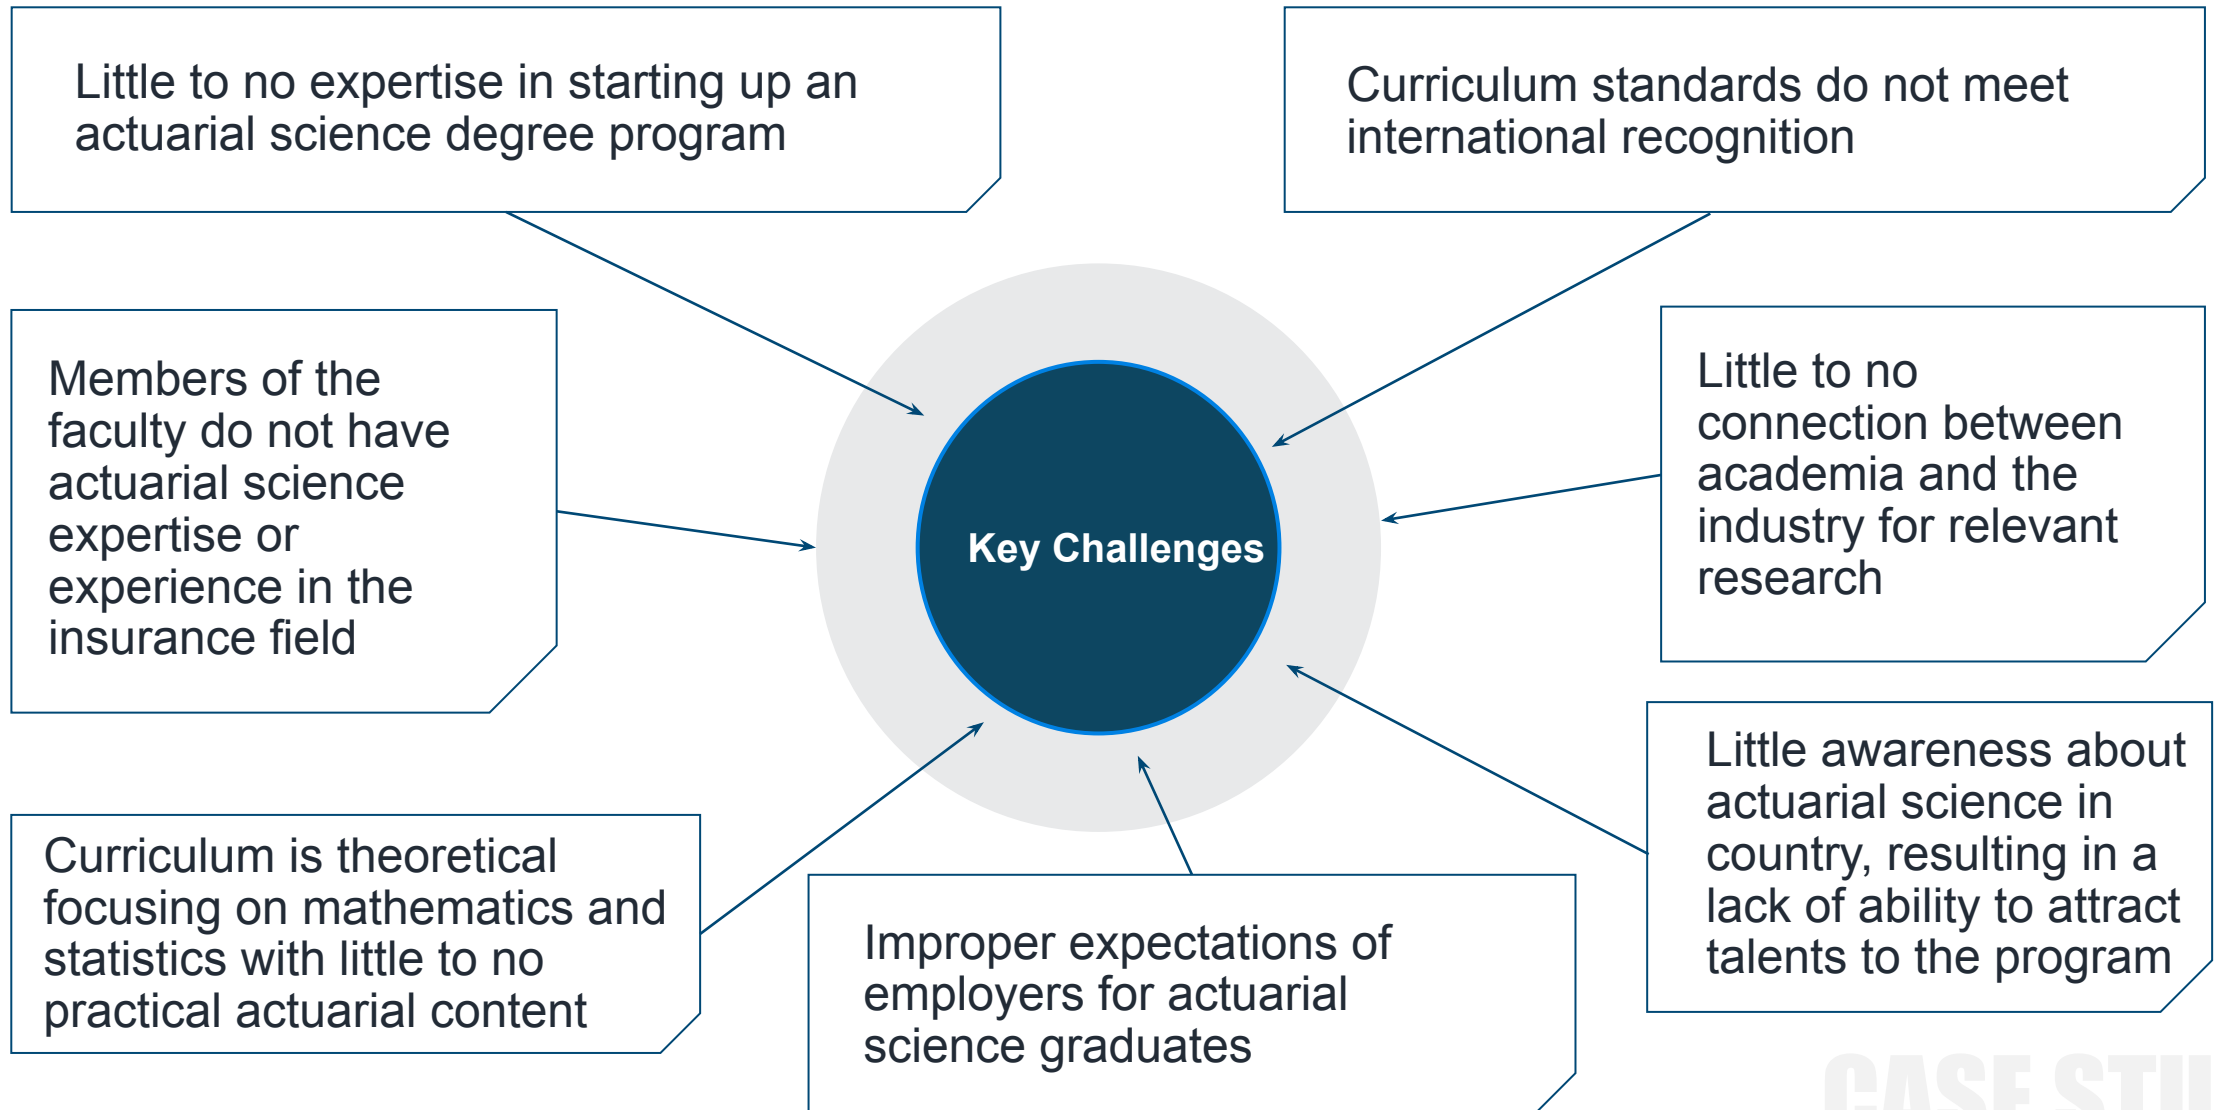 Little to no expertise in starting up an
actuarial science degree program
Curriculum standards do not meet
international recognition
Members of the
faculty do not have
actuarial science
expertise or
experience in the
insurance field
Key Challenges
Little to no
connection between
academia and the
industry for relevant
research
Curriculum is theoretical
focusing on mathematics and
statistics with little to no
practical actuarial content
Improper expectations of
employers for actuarial
science graduates
Little awareness about
actuarial science in
country, resulting in a
lack of ability to attract
talents to the program
CASE STU